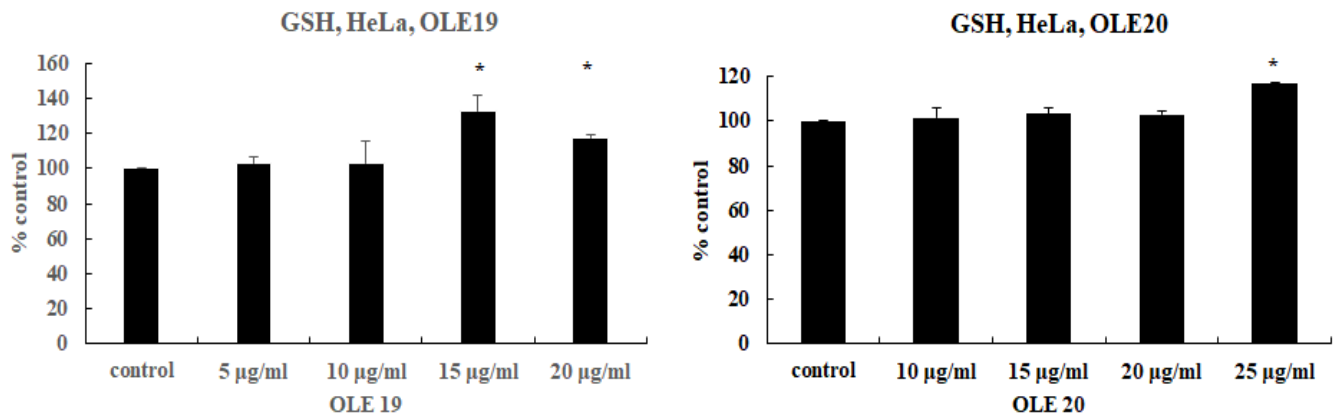 GSH, HeLa, OLE19
160
140
120
100
80
60
40
20
0
% control
* *
control 5 μg/ml 10 μg/ml 15 μg/ml 20 μg/ml
OLE 19
GSH, HeLa, OLE20
120
100
80
60
40
20
0
% control
*
control 10 μg/ml 15 μg/ml 20 μg/ml 25 μg/ml
OLE 20